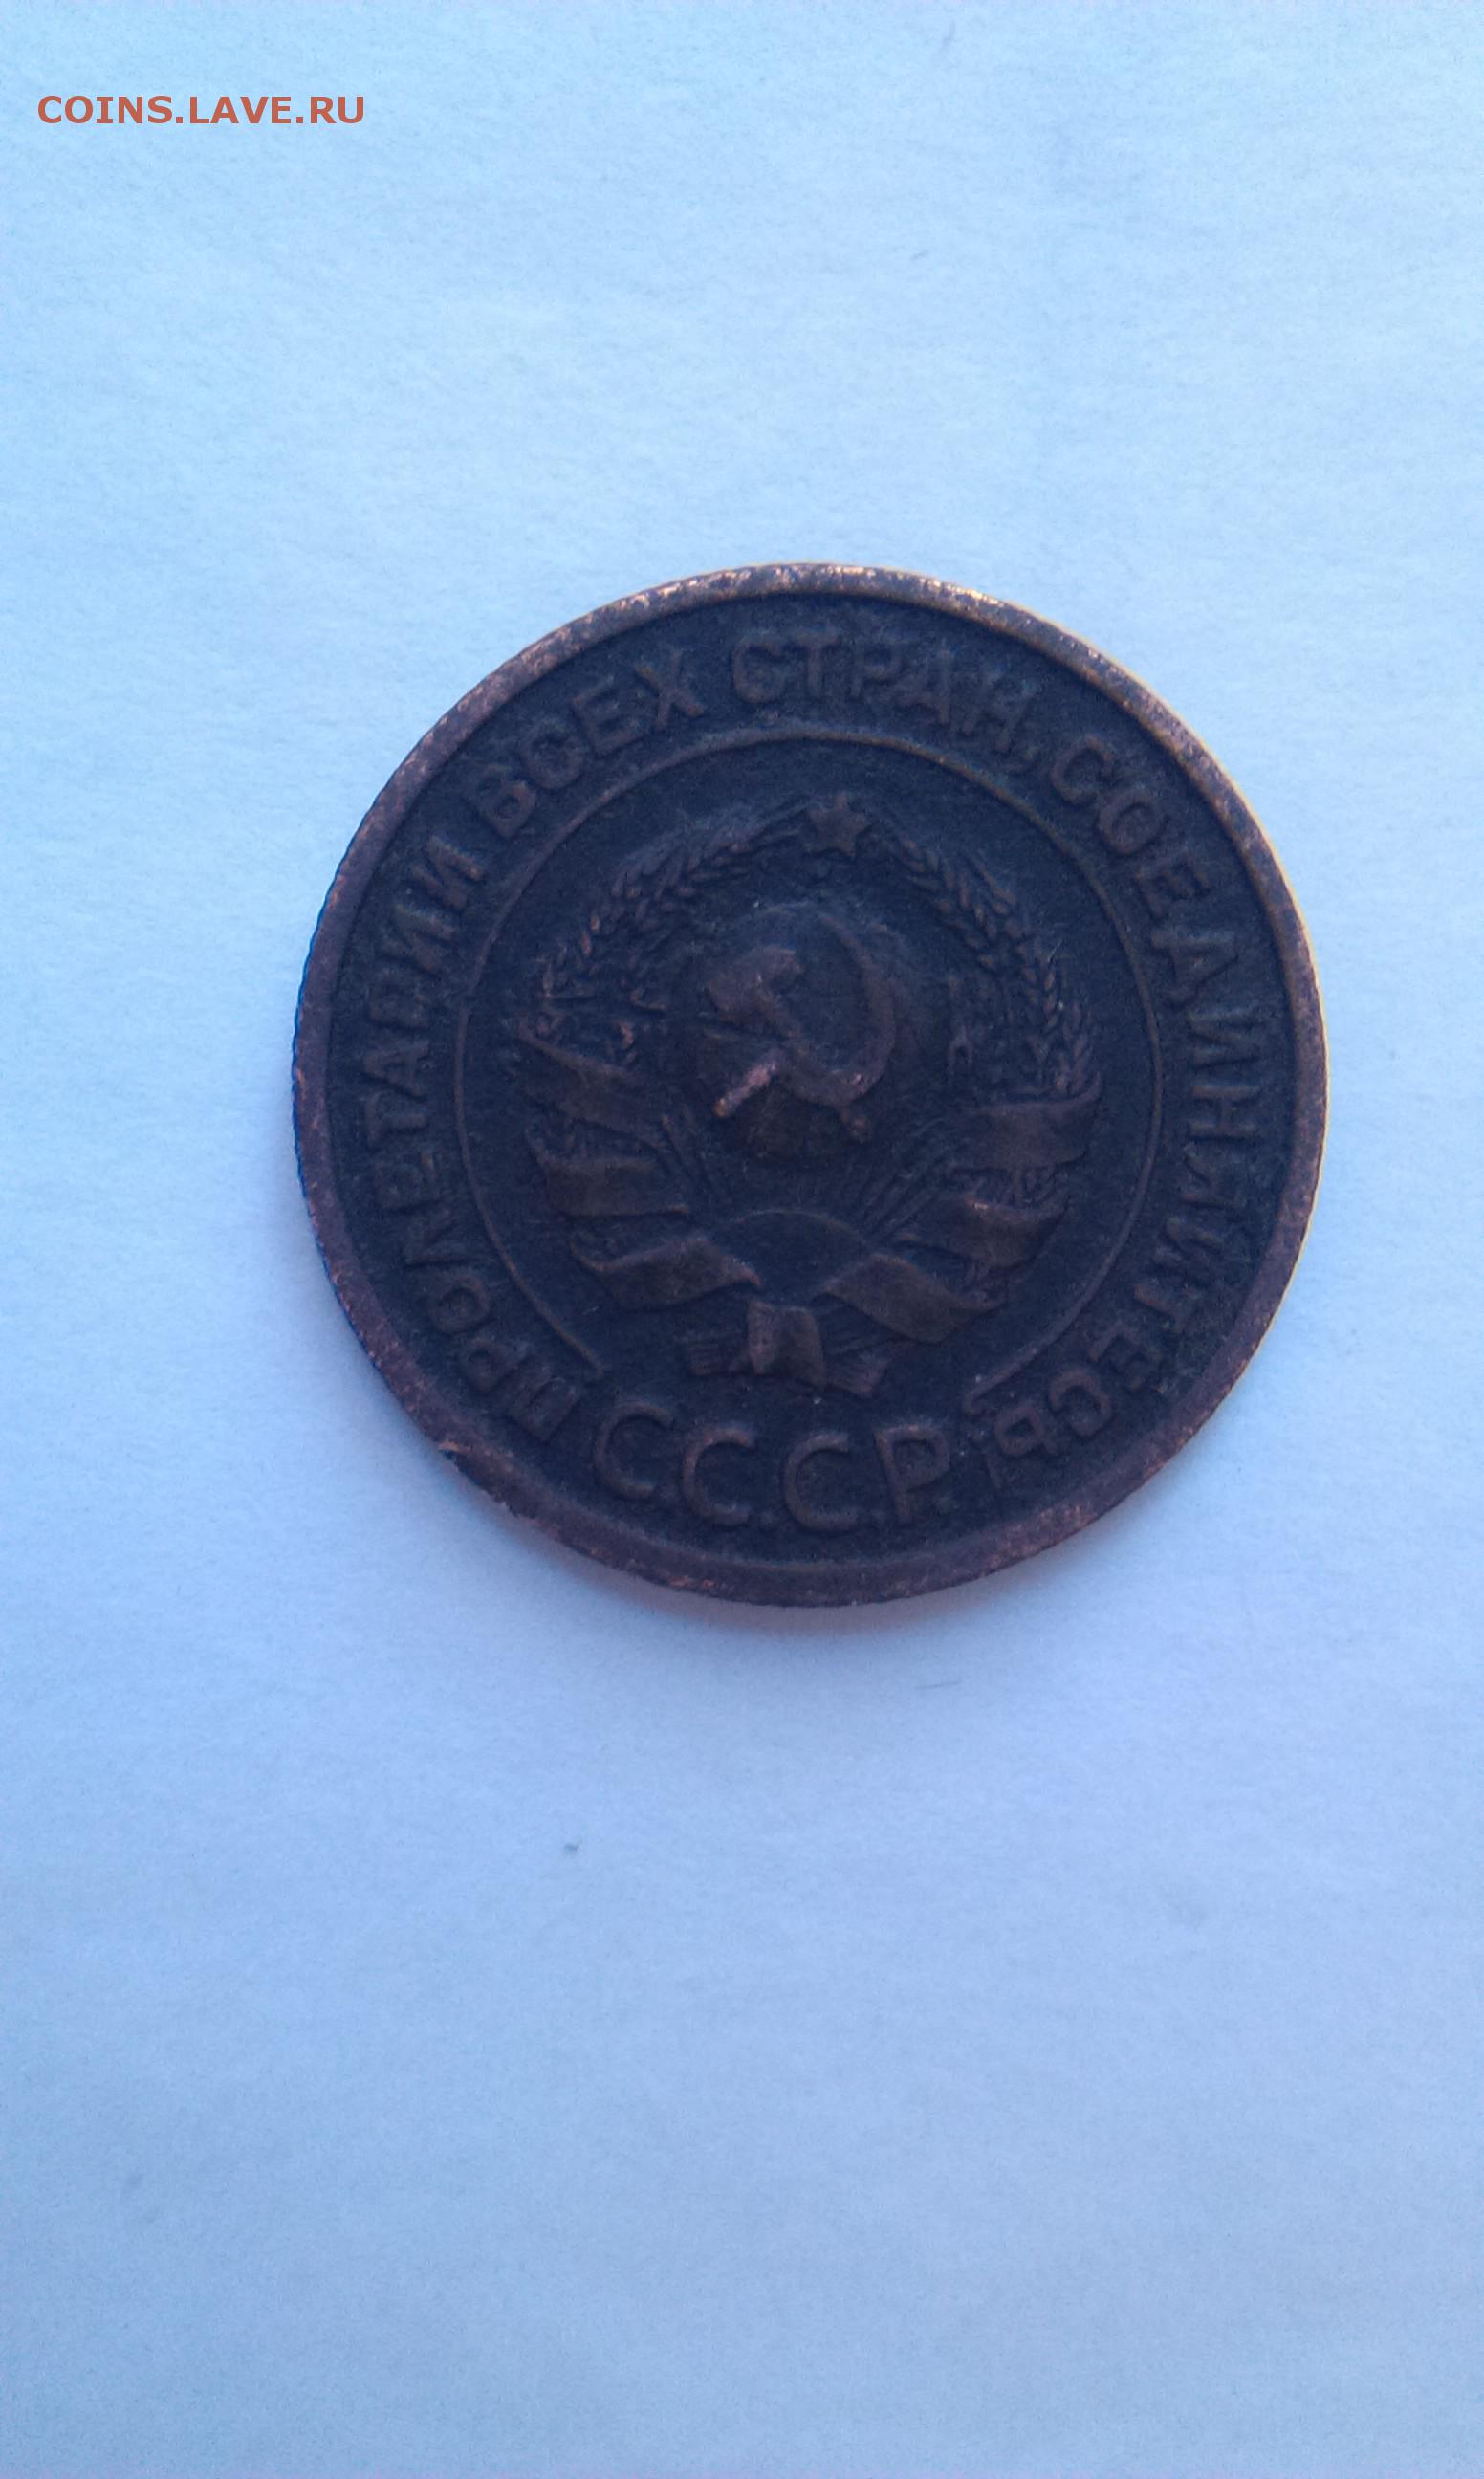 COINS.LAVE.RU
ПРОЛЕТАРИИ ВСЕХ СТРАН, СОЕДИНЯЙТЕСЬ!
С.С.С.Р.